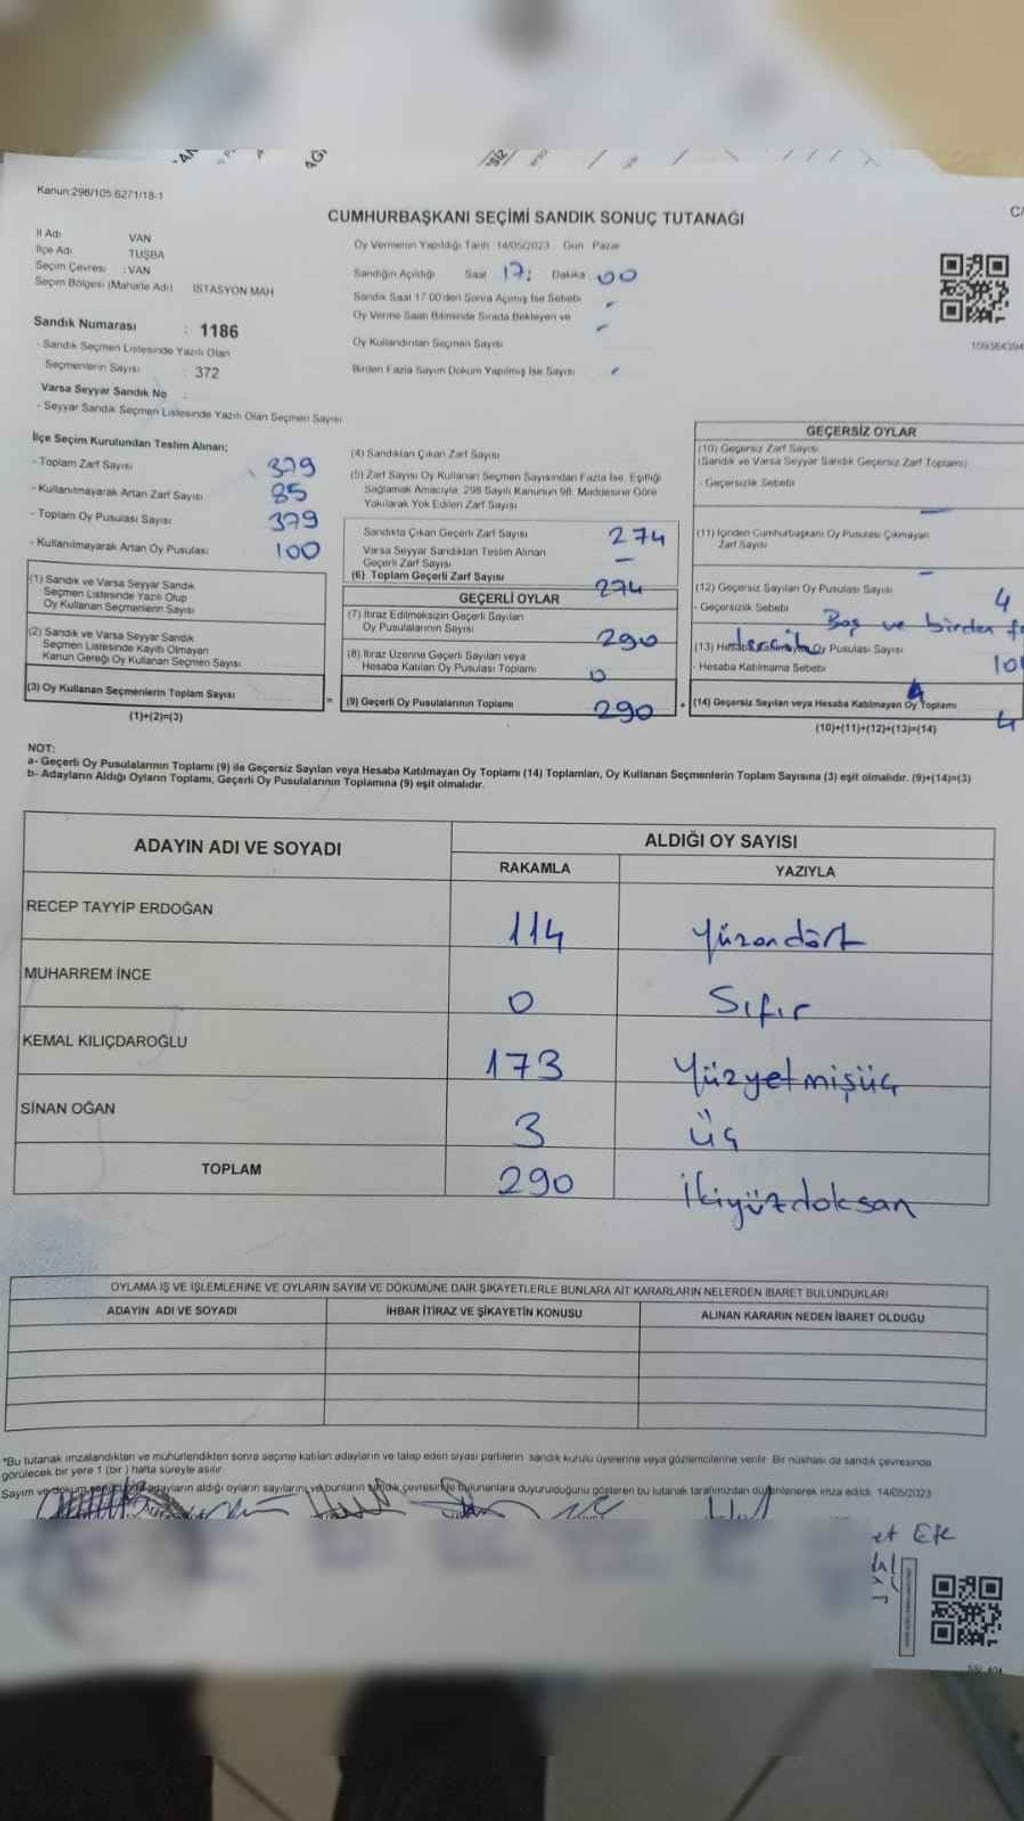 Kanun:298/105.6271/18-1
CUMHURBAŞKANI SEÇİMİ SANDIK SONUÇ TUTANAĞI
İl Adı VAN
İlçe Adı TUŞBA
Seçim Çevresi : VAN
Seçim Bölgesi (Mahalle Adı) İSTASYON MAH
Sandık Numarası : 1186
- Sandık Seçmen Listesinde Yazılı Olan
Seçmenlerin Sayısı 372
Varsa Seyyar Sandık No :
- Seyyar Sandık Seçmen Listesinde Yazılı Olan Seçmen Sayısı
Oy Vermenin Yapıldığı Tarih 14/05/2023 Gün Pazar
Sandığın Açıldığı Saat 17: Dakika 00
Sandık Saat 17.00'den Sonra Açılmış İse Sebebi -
Oy Verme Saati Bitiminde Sırada Bekleyen ve -
Oy Kullandırılan Seçmen Sayısı
Birden Fazla Sayım Döküm Yapılmış İse Sayısı -
İlçe Seçim Kurulundan Teslim Alınan;
- Toplam Zarf Sayısı 379
- Kullanılmayarak Artan Zarf Sayısı 85
- Toplam Oy Pusulası Sayısı 379
- Kullanılmayarak Artan Oy Pusulası 100
(1) Sandık ve Varsa Seyyar Sandık
Seçmen Listesinde Yazılı Olup
Oy Kullanan Seçmenlerin Sayısı
(2) Sandık ve Varsa Seyyar Sandık
Seçmen Listesinde Kayıtlı Olmayan
Kanun Gereği Oy Kullanan Seçmen Sayısı
(3) Oy Kullanan Seçmenlerin Toplam Sayısı =
(1)+(2)=(3)
(4) Sandıktan Çıkan Zarf Sayısı
(5) Zarf Sayısı Oy Kullanan Seçmen Sayısından Fazla İse, Eşitliği
Sağlamak Amacıyla, 298 Sayılı Kanunun 98. Maddesine Göre
Yakılarak Yok Edilen Zarf Sayısı
Sandıkta Çıkan Geçerli Zarf Sayısı 274
Varsa Seyyar Sandıktan Teslim Alınan
Geçerli Zarf Sayısı -
(6) Toplam Geçerli Zarf Sayısı 274
GEÇERLİ OYLAR
(7) İtiraz Edilmeksizin Geçerli Sayılan
Oy Pusulalarının Sayısı 290
(8) İtiraz Üzerine Geçerli Sayılan veya
Hesaba Katılan Oy Pusulası Toplamı 0
(9) Geçerli Oy Pusulalarının Toplamı 290 +
GEÇERSİZ OYLAR
(10) Geçersiz Zarf Sayısı
(Sandık ve Varsa Seyyar Sandık Geçersiz Zarf Toplamı)
- Geçersizlik Sebebi
-
(11) İçinden Cumhurbaşkanı Oy Pusulası Çıkmayan
Zarf Sayısı -
(12) Geçersiz Sayılan Oy Pusulası Sayısı 4
- Geçersizlik Sebebi Boş ve birden
tercih
(13) Oy Pusulası Sayısı
- Hesaba Katılmama Sebebi
(14) Geçersiz Sayılan veya Hesaba Katılmayan Oy Toplamı 4
(10)+(11)+(12)+(13)=(14)
NOT:
a- Geçerli Oy Pusulalarının Toplamı (9) ile Geçersiz Sayılan veya Hesaba Katılmayan Oy Toplamı (14) Toplamları, Oy Kullanan Seçmenlerin Toplam Sayısına (3) eşit olmalıdır. (9)+(14)=(3)
b- Adayların Aldığı Oyların Toplamı, Geçerli Oy Pusulalarının Toplamına (9) eşit olmalıdır.
ADAYIN ADI VE SOYADI ALDIĞI OY SAYISI
RAKAMLA YAZIYLA
RECEP TAYYİP ERDOĞAN 114 Yüzondört
MUHARREM İNCE 0 Sıfır
KEMAL KILIÇDAROĞLU 173 Yüzyetmişüç
SİNAN OĞAN 3 üç
TOPLAM 290 ikiyüzdoksan
OYLAMA İŞ VE İŞLEMLERİNE VE OYLARIN SAYIM VE DÖKÜMÜNE DAİR ŞİKAYETLERLE BUNLARA AİT KARARLARIN NELERDEN İBARET BULUNDUKLARI
ADAYIN ADI VE SOYADI İHBAR İTİRAZ VE ŞİKAYETİN KONUSU ALINAN KARARIN NEDEN İBARET OLDUĞU
*Bu tutanak imzalandıktan ve mühürlendikten sonra seçime katılan adayların ve talap eden siyasi partilerin sandık kurulu üyelerine veya gözlemcilerine verilir. Bir nüshası da sandık çevresinde
görülecek bir yere 1 (bir) hafta süreyle asılır.
Sayım ve döküm adayların aldığı oyların sayılarını ve bunların sandık çevresinde bulunanlara duyurulduğunu gösteren bu tutanak tarafımızdan düzenlenerek imza edildi. 14/05/2023
et Efe